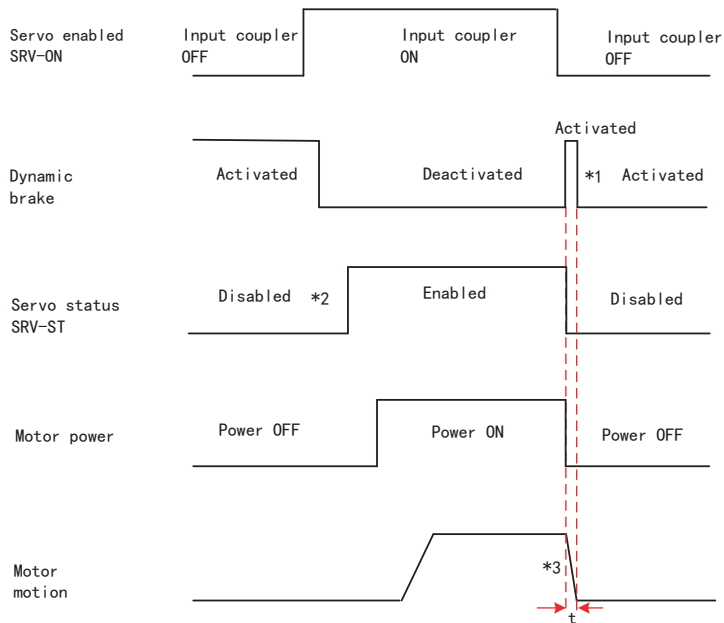 Servo enabled
SRV-ON
Input coupler
OFF
Input coupler
ON
Input coupler
OFF
Activated
Dynamic
brake
Activated
Deactivated
*1 Activated
Servo status
SRV-ST
Disabled *2
Enabled
Disabled
Motor power
Power OFF
Power ON
Power OFF
Motor
motion
*3
t